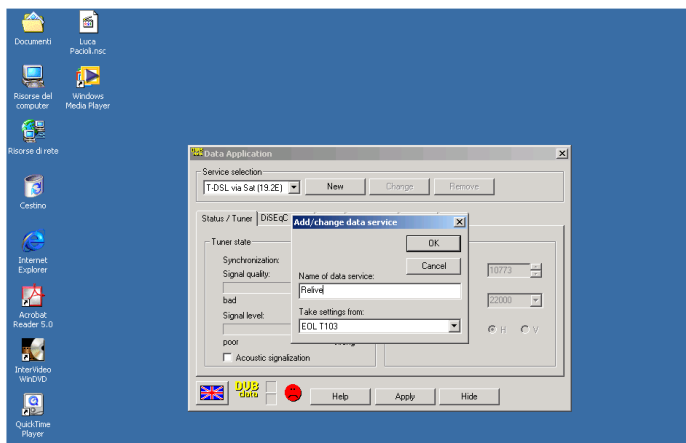 Documenti
Luca
Pacioli.nsc
Risorse del
computer
Windows
Media Player
Risorse di rete
Cestino
Internet
Explorer
Acrobat
Reader 5.0
InterVideo
WinDVD
QuickTime
Player
Data Application
Service selection
T-DSL via Sat (19.2E)
New
Change
Remove
Status / Tuner
DiSEqC
Add/change data service
OK
Cancel
Name of data service:
Relive
Take settings from:
EOL T103
Tuner state
Synchronization:
Signal quality:
bad
Signal level:
poor
Acoustic signalization
10773
22000
H
V
DVB
data
Help
Apply
Hide